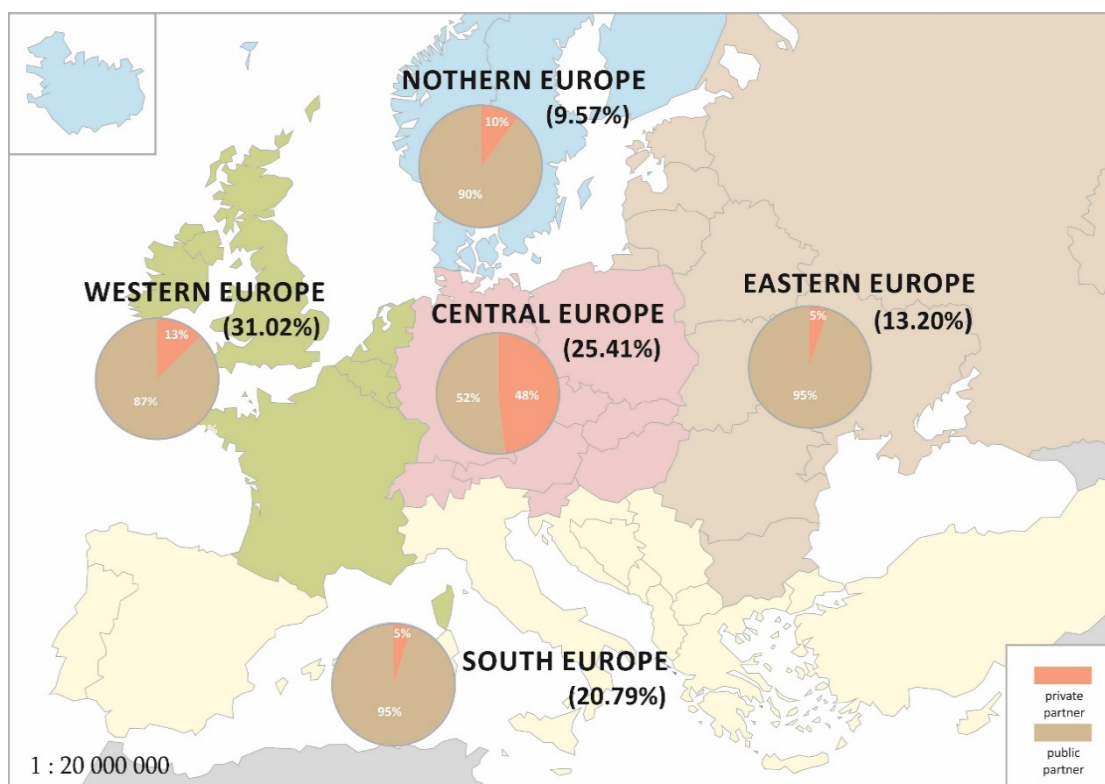 NOTHERN EUROPE
(9.57%)
10%
90%
WESTERN EUROPE
(31.02%)
13%
87%
CENTRAL EUROPE
(25.41%)
52%
48%
EASTERN EUROPE
(13.20%)
5%
95%
SOUTH EUROPE
(20.79%)
5%
95%
private
partner
public
partner
1 : 20 000 000